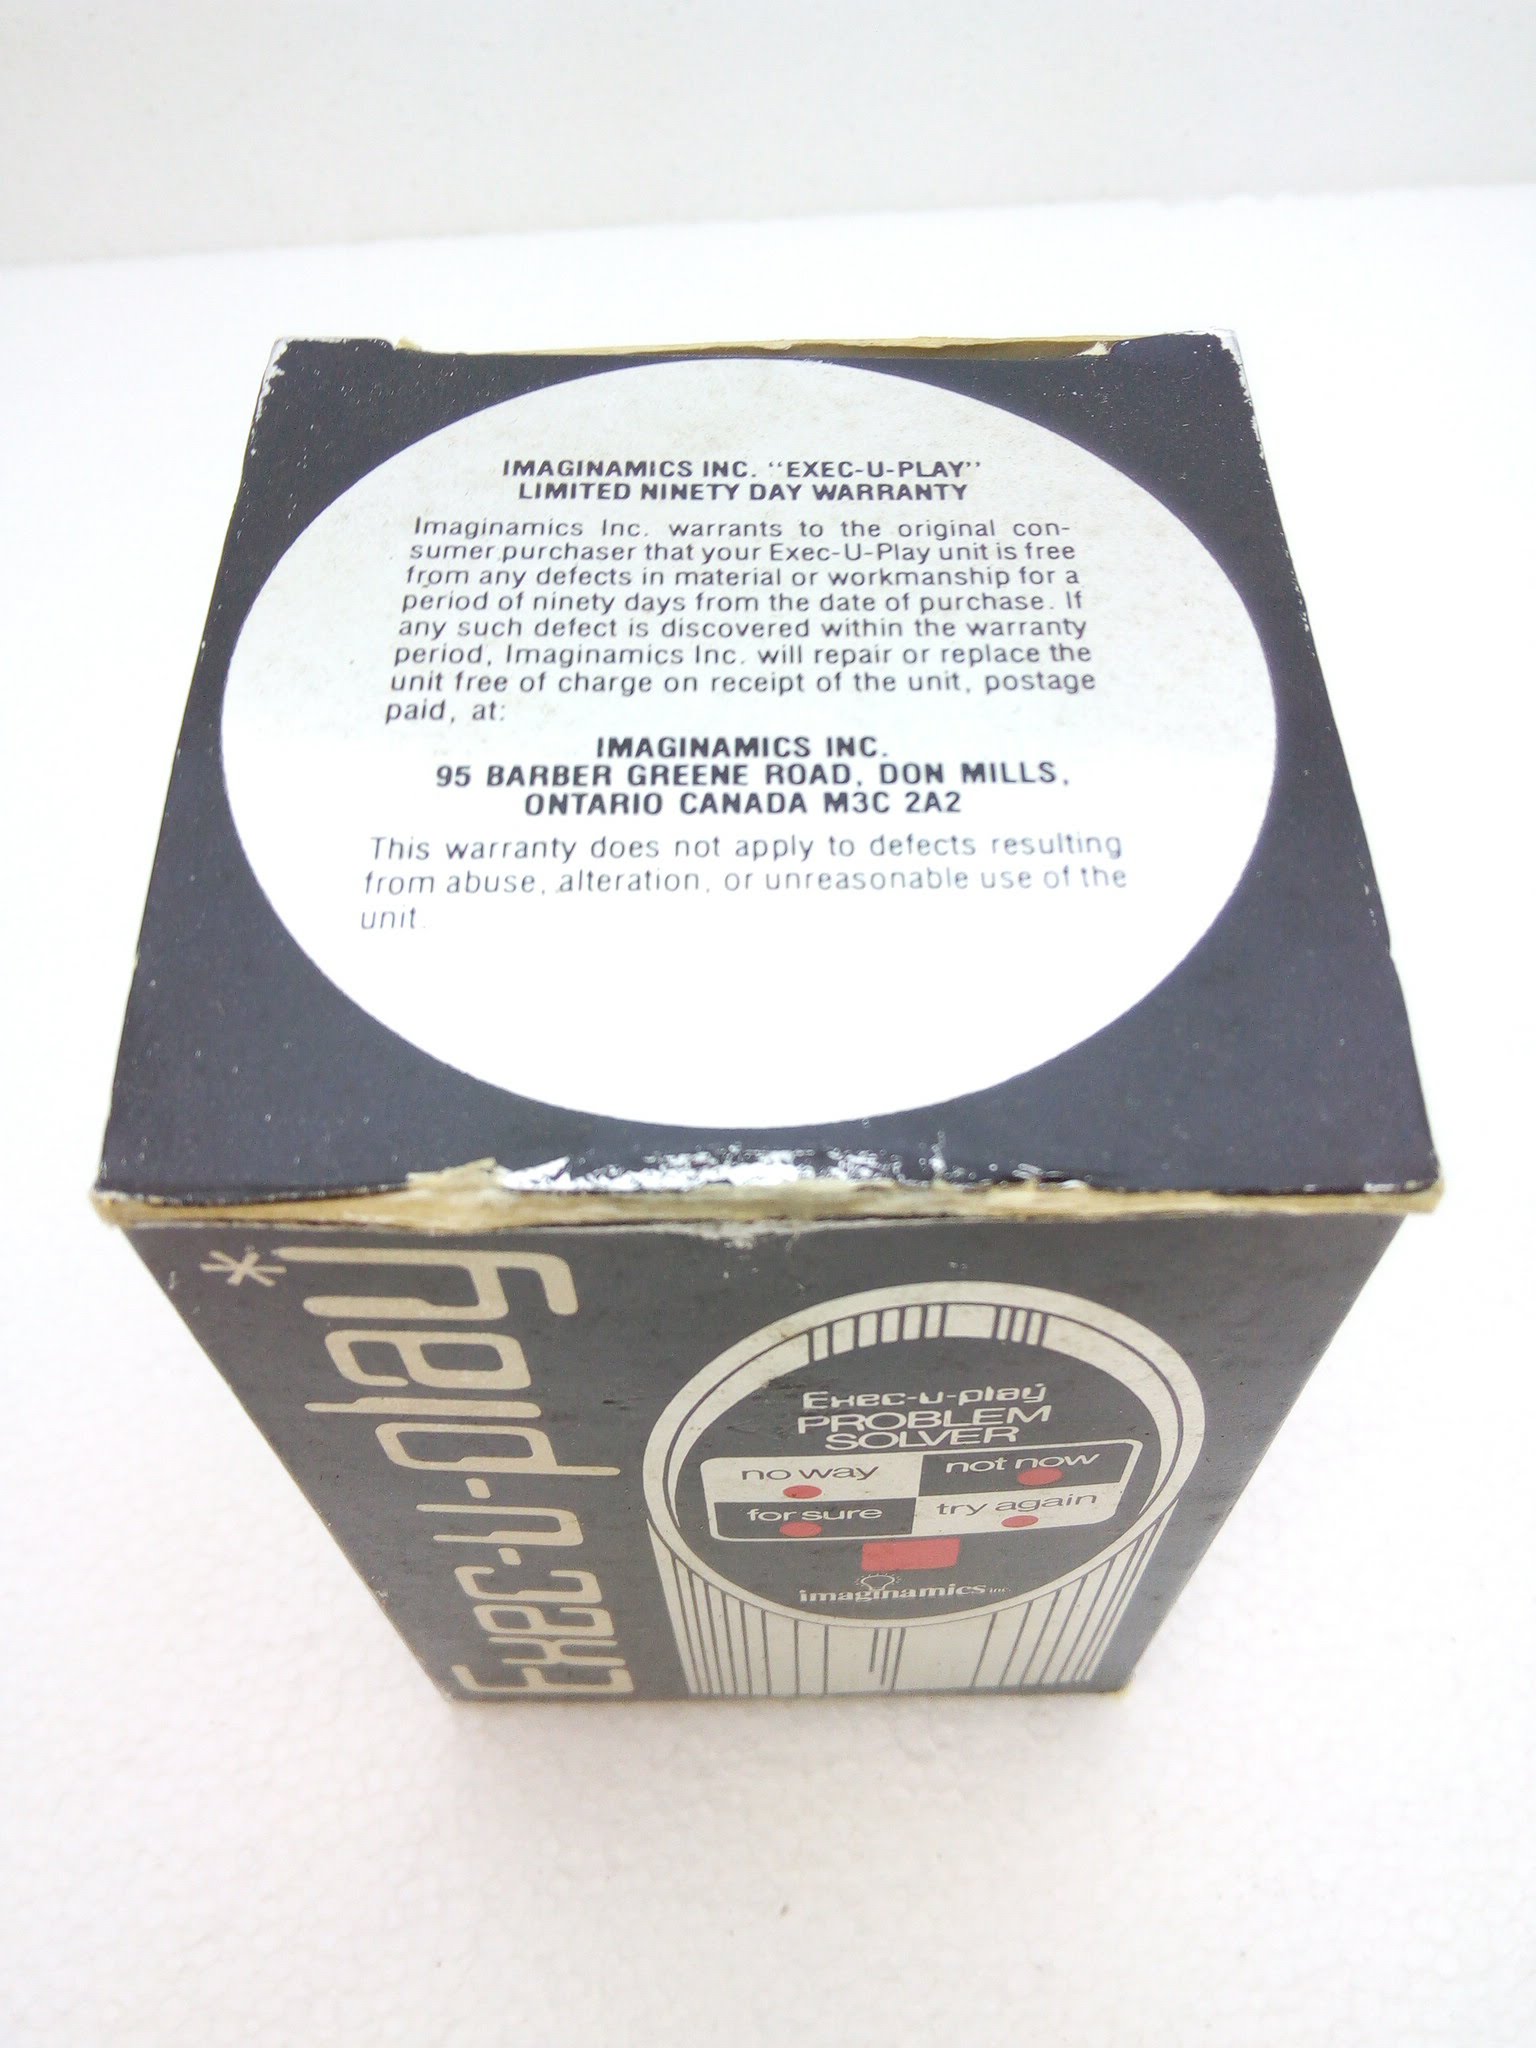 IMAGINAMICS INC. "EXEC-U-PLAY"
LIMITED NINETY DAY WARRANTY
Imaginamics Inc. warrants to the original con-
sumer purchaser that your Exec-U-Play unit is free
from any defects in material or workmanship for a
period of ninety days from the date of purchase. If
any such defect is discovered within the warranty
period, Imaginamics Inc. will repair or replace the
unit free of charge on receipt of the unit, postage
paid, at:
IMAGINAMICS INC.
95 BARBER GREENE ROAD, DON MILLS,
ONTARIO CANADA M3C 2A2
This warranty does not apply to defects resulting
from abuse, alteration, or unreasonable use of the
unit.
Exec-u-play*
Exec-u-play
PROBLEM
SOLVER
no way
not now
for sure
try again
imaginamics inc.